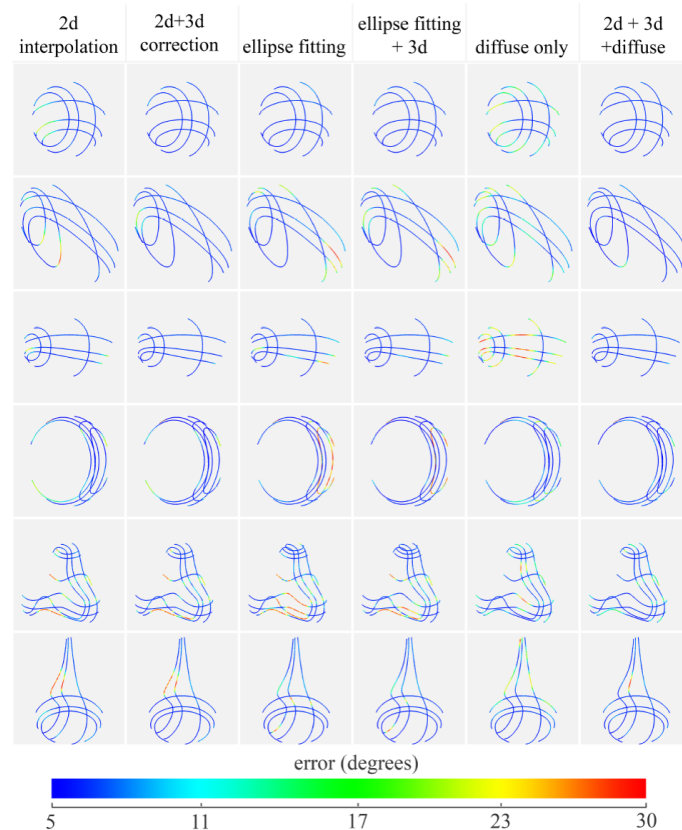 2d
interpolation
2d+3d
correction
ellipse fitting
ellipse fitting
+ 3d
diffuse only
2d + 3d
+diffuse
error (degrees)
5 11 17 23 30